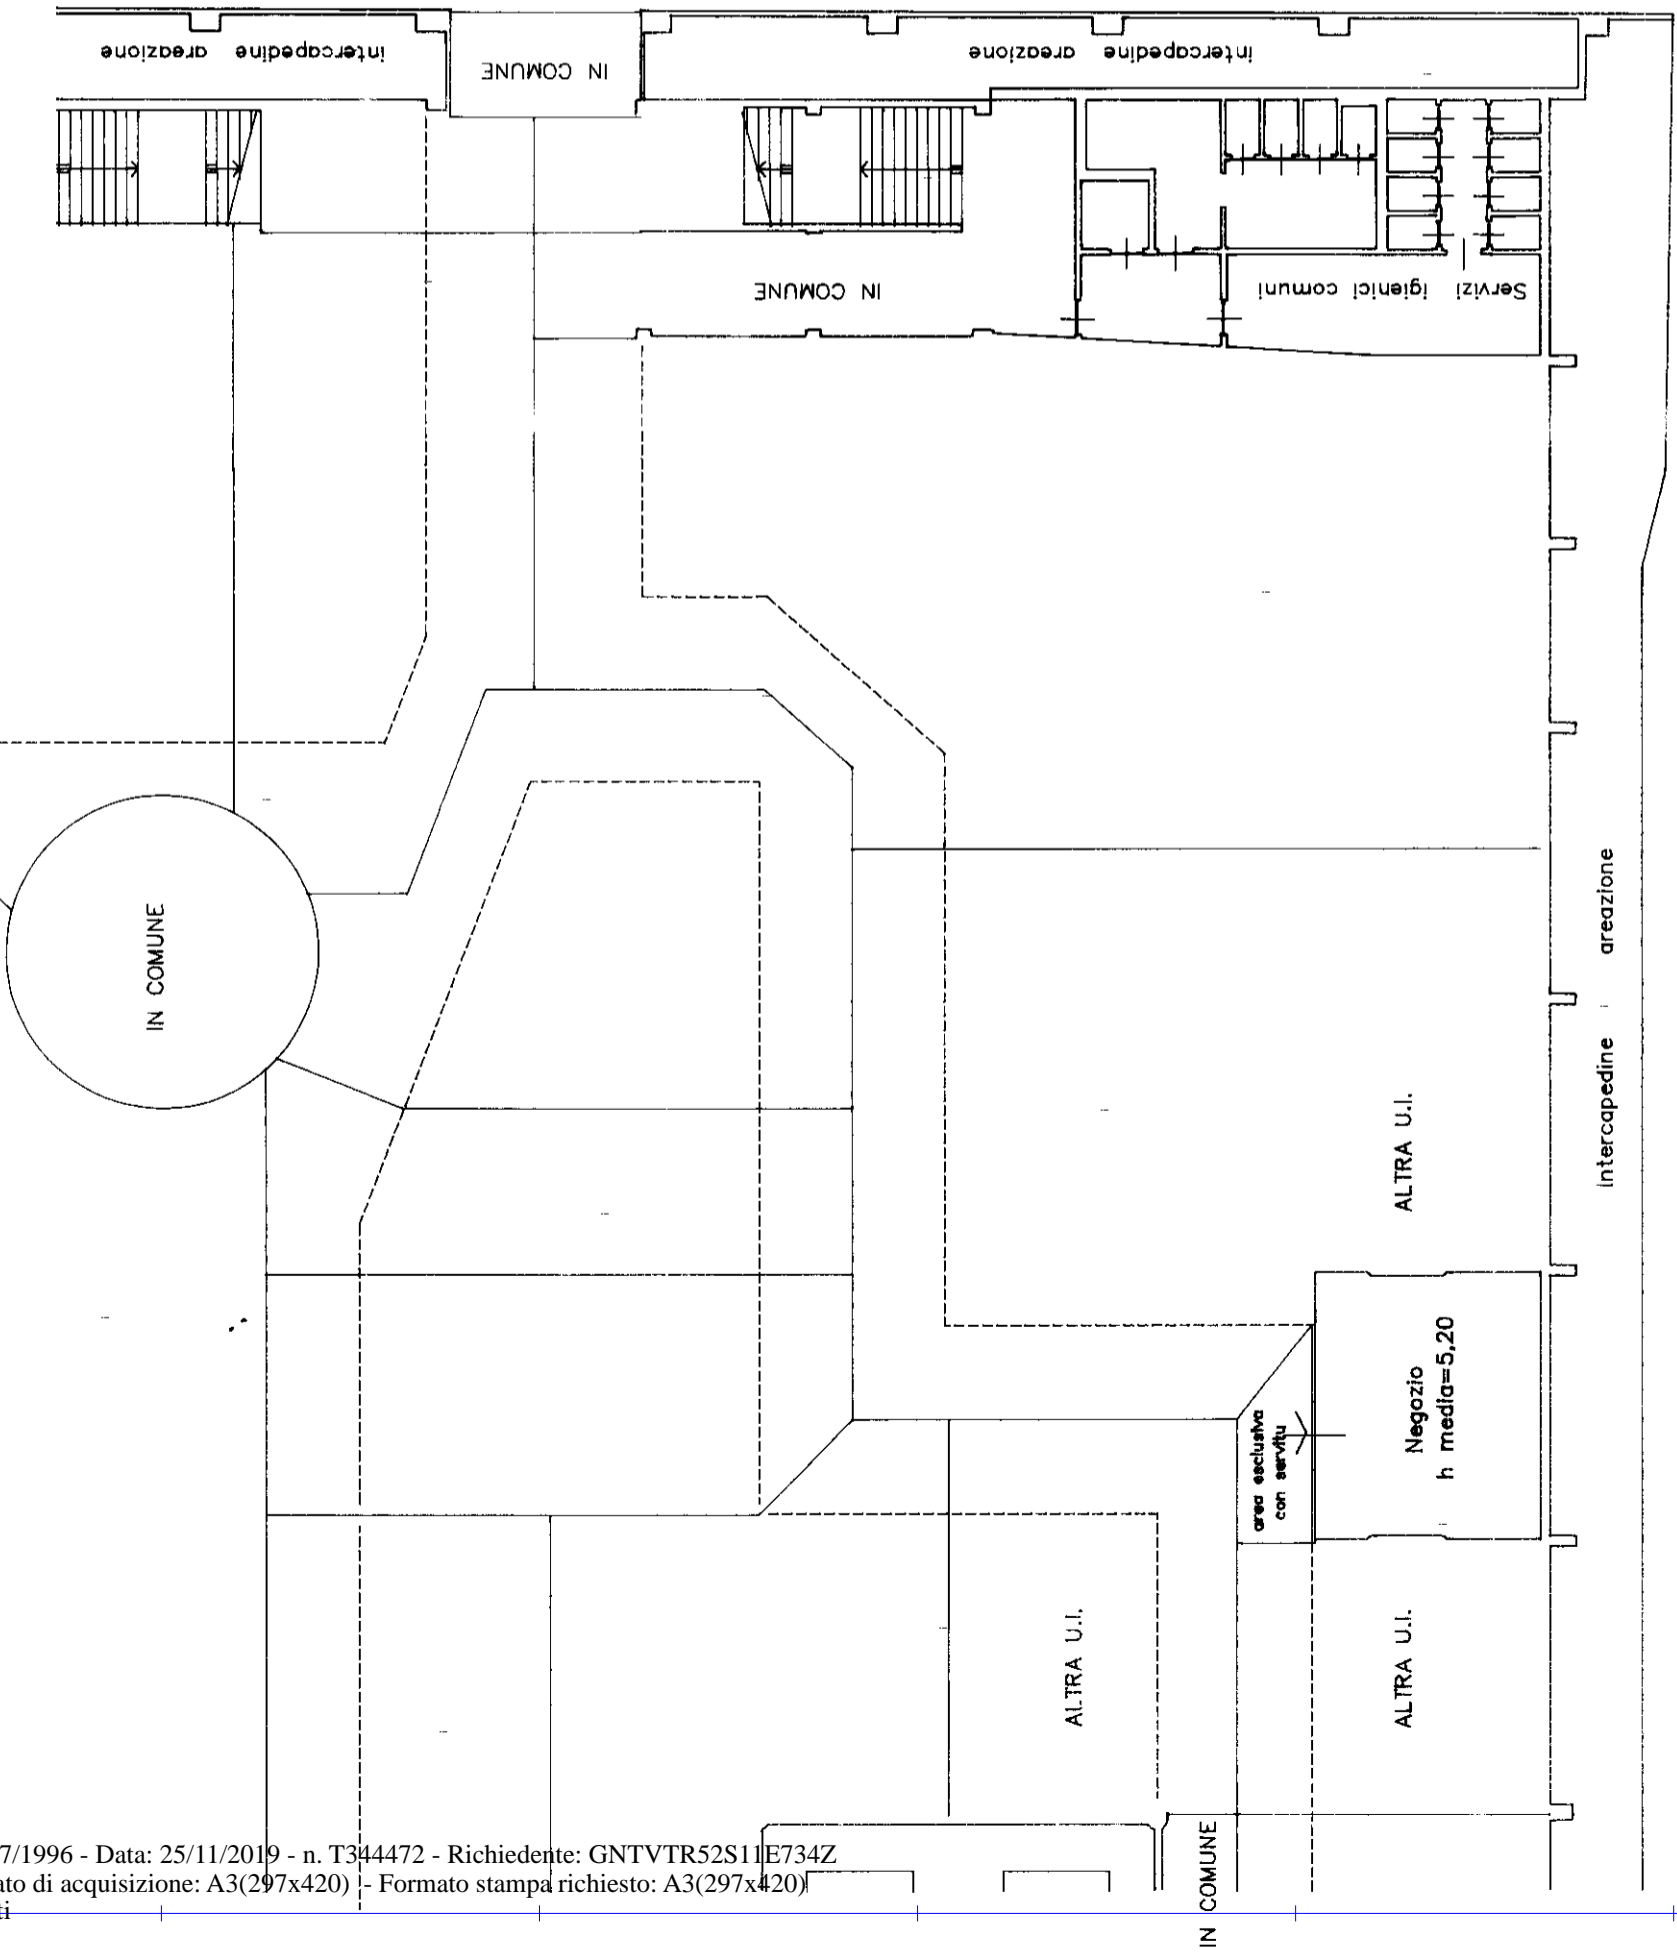 intercapedine areazione
IN COMUNE
intercapedine areazione
IN COMUNE
Servizi igienici comuni
IN COMUNE
intercapedine areazione
ALTRA U.I.
Negozio
h media=5,20
area esclusiva
con servitu
ALTRA U.I.
ALTRA U.I.
IN COMUNE
7/1996 - Data: 25/11/2019 - n. T344472 - Richiedente: GNTVTR52S11E734Z
ato di acquisizione: A3(297x420) - Formato stampa richiesto: A3(297x420)
ti